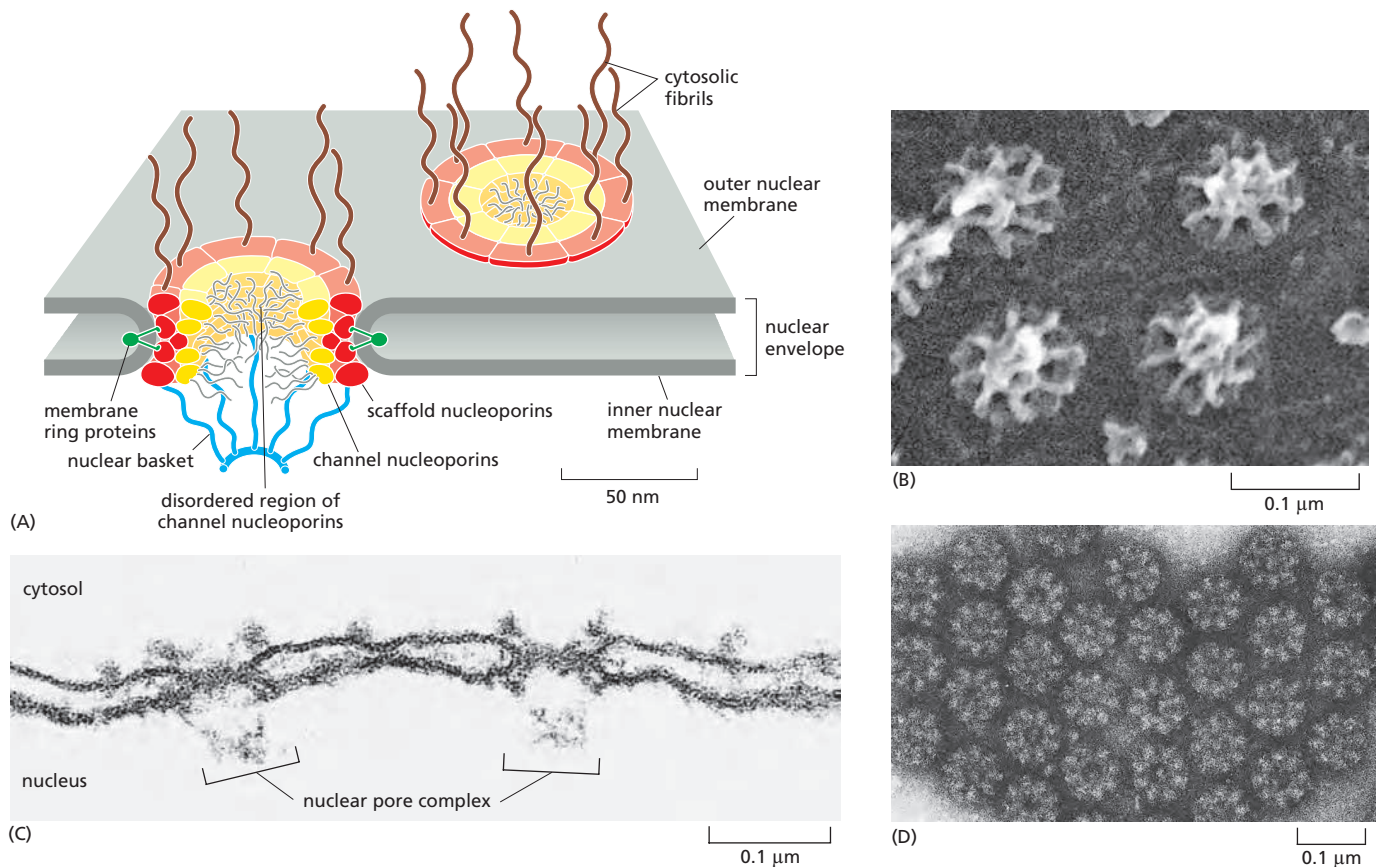 cytosolic
fibrils
outer nuclear
membrane
nuclear
envelope
membrane
ring proteins
scaffold nucleoporins
inner nuclear
membrane
nuclear basket
channel nucleoporins
disordered region of
channel nucleoporins
50 nm
(A)
(B)
0.1 μm
cytosol
nucleus
nuclear pore complex
(C)
0.1 μm
(D)
0.1 μm